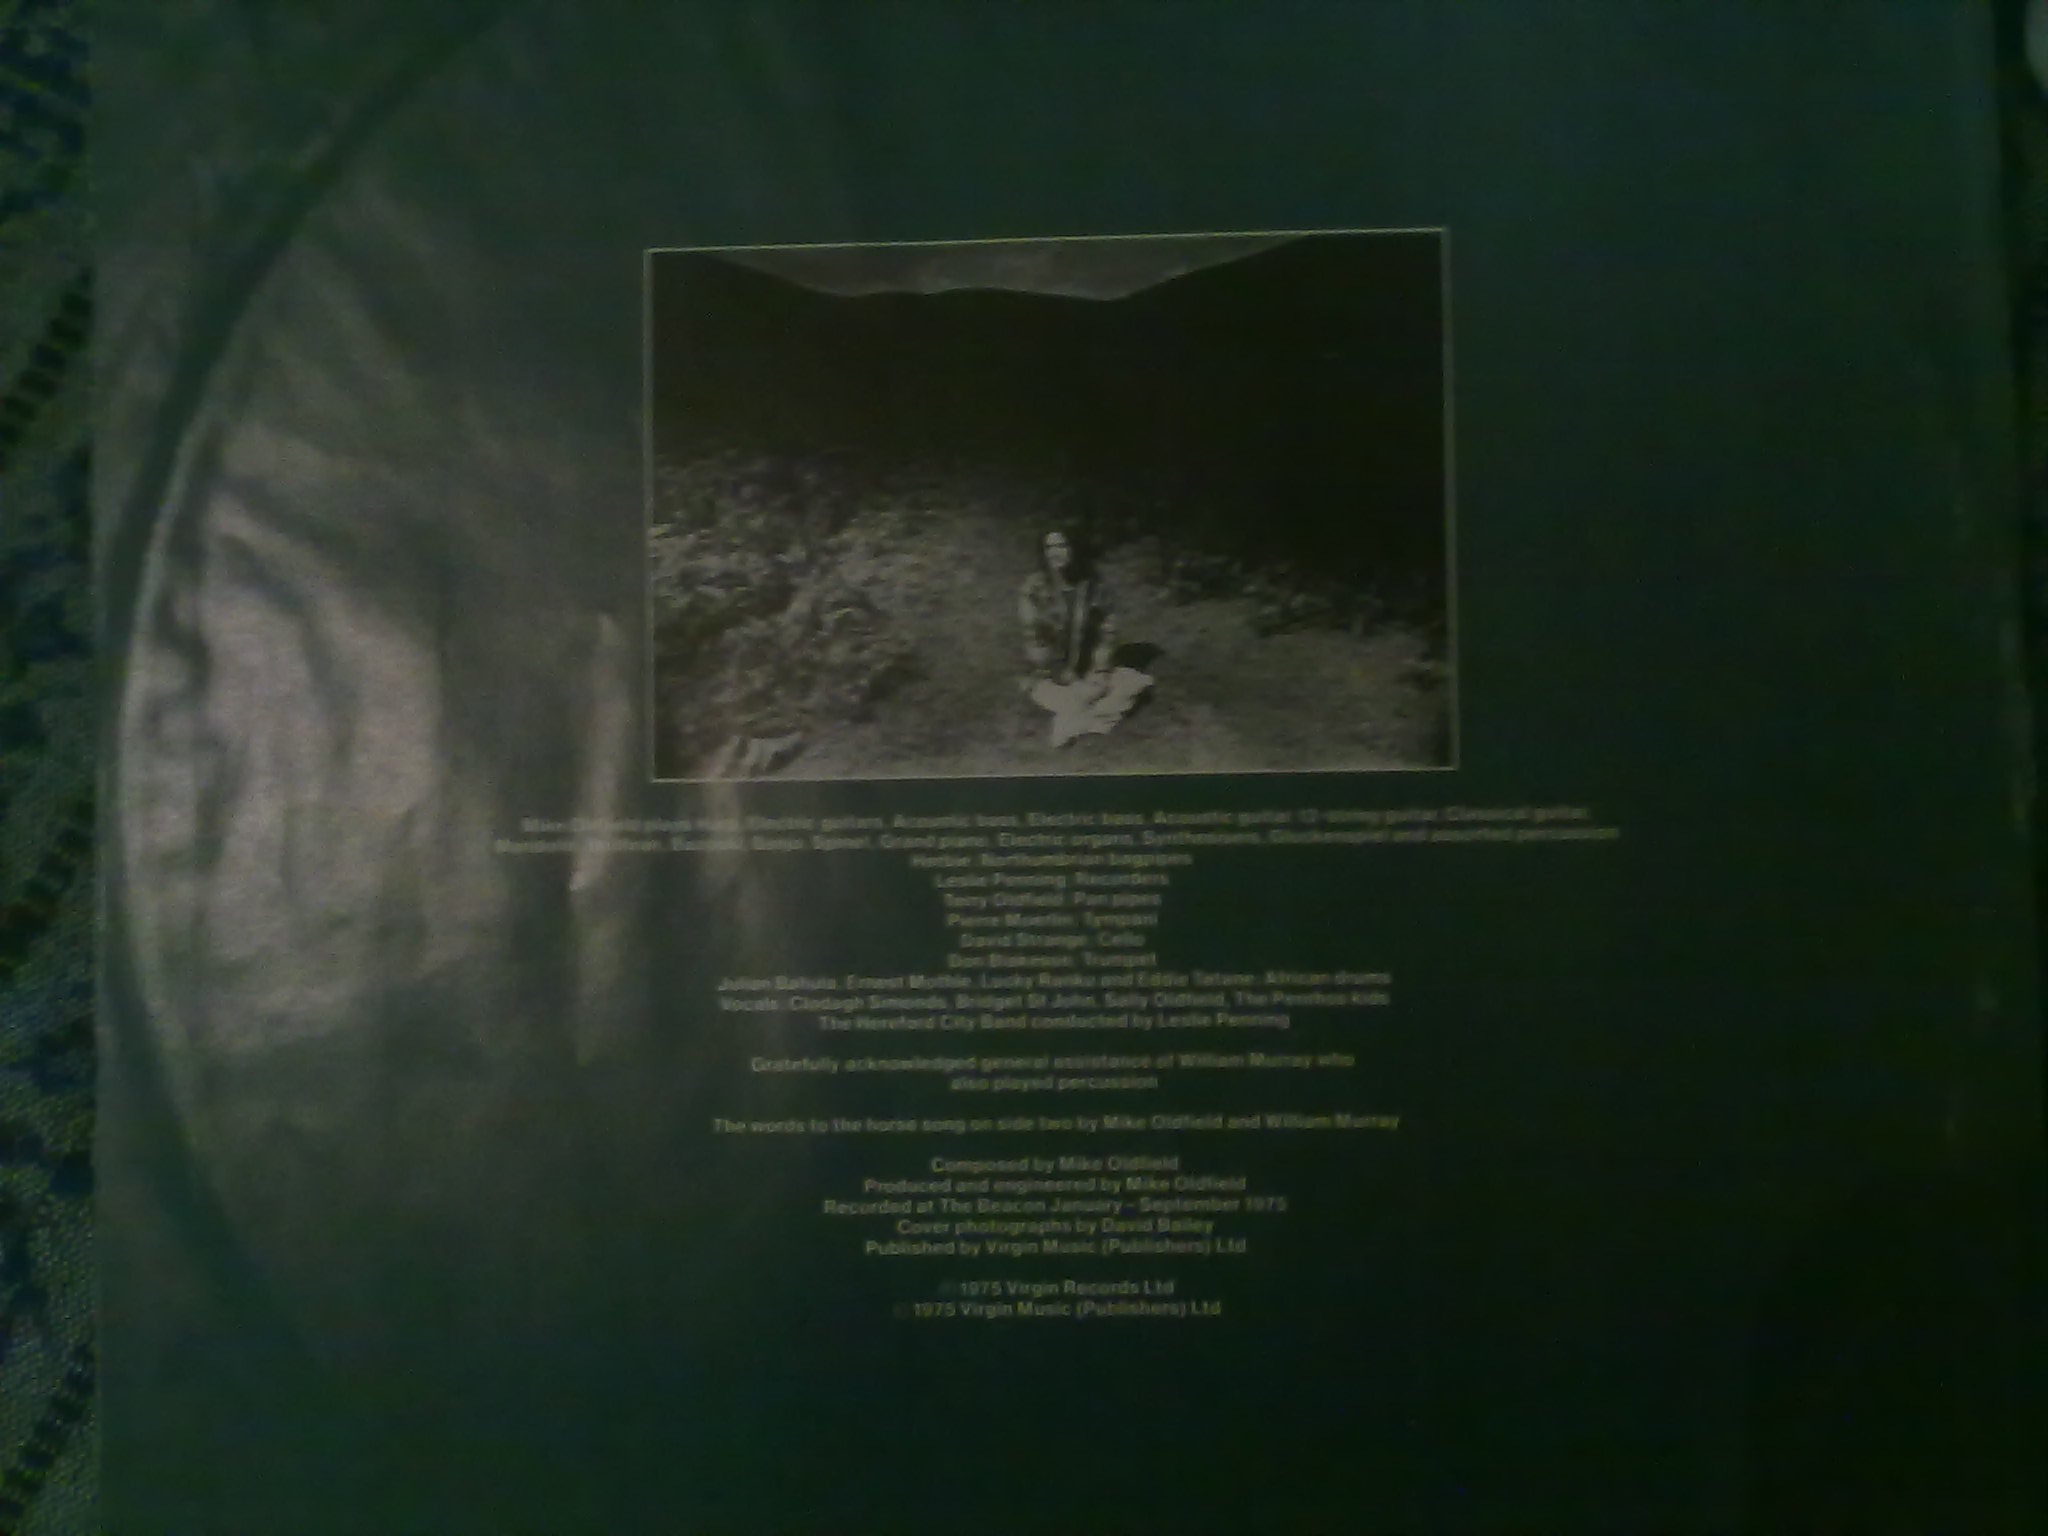 guitars, Acoustic bass, Electric bass, Acoustic guitar, 12-string guitar, Classical guitar,
Grand piano, Electric organs, Synthesisers, and assorted percussion
Northumbrian bagpipes
Leslie Penning: Recorders
Terry Oldfield: Pan pipes
Pierre Moerlin: Tympani
David Strange: Cello
Don Blakeson: Trumpet
Julian Bahula, Ernest Mothle, Lucky Ranku and Eddie Tatane: African drums
Vocals: Clodagh Simonds, Bridget St John, Sally Oldfield, The Penrhos kids
The Hereford City Band conducted by Leslie Penning
Gratefully acknowledged general assistance of William Murray who
also played percussion
The words to the horse song on side two by Mike Oldfield and William Murray
Composed by Mike Oldfield
Produced and engineered by Mike Oldfield
Recorded at The Beacon January - September 1975
Cover photographs by David Bailey
Published by Virgin Music (Publishers) Ltd
1975 Virgin Records Ltd
© 1975 Virgin Music (Publishers) Ltd